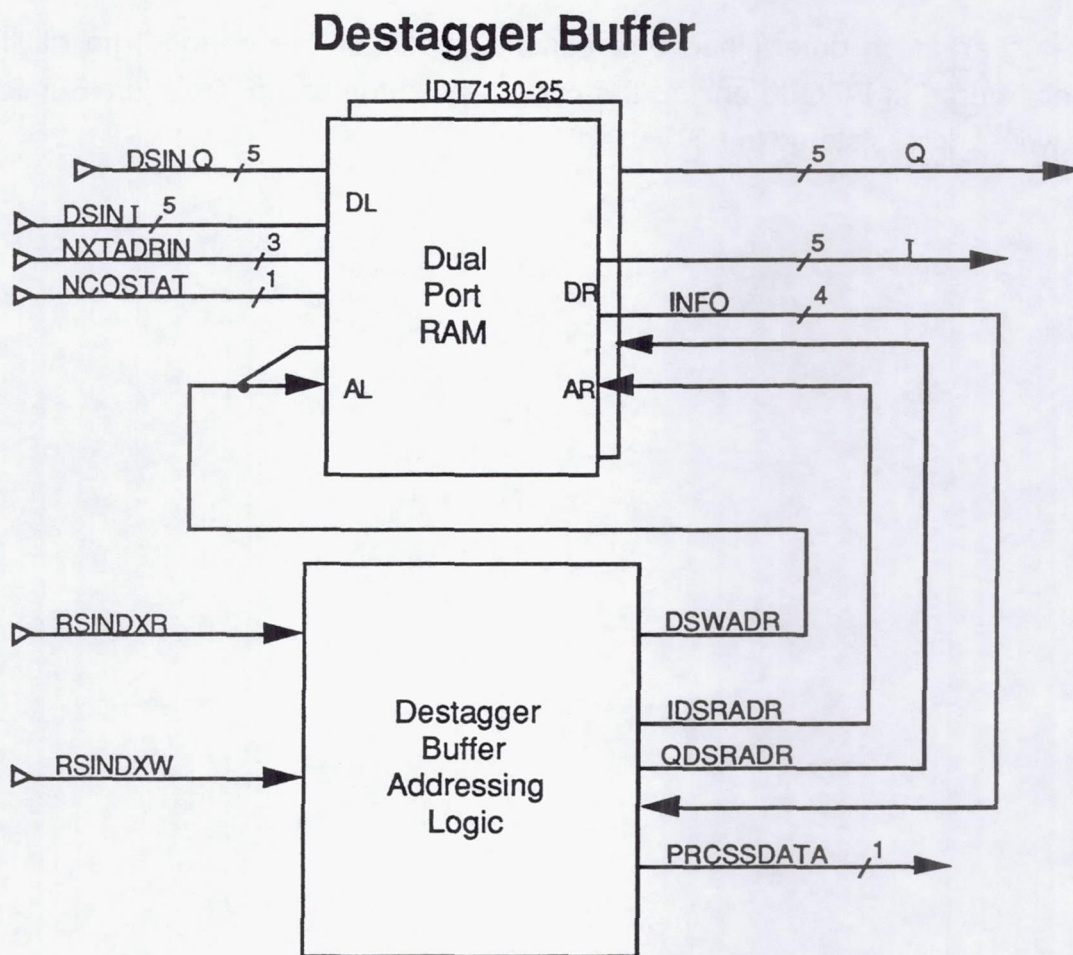 Destagger Buffer
IDT7130-25
DSIN Q 5
DSIN I 5
NXTADRIN 3
NCOSTAT 1
DL
AL
Dual
Port
RAM
DR
AR
5 Q
5 I
INFO 4
RSINDXR
RSINDXW
Destagger
Buffer
Addressing
Logic
DSWADR
IDSRADR
QDSRADR
PRCSSDATA 1